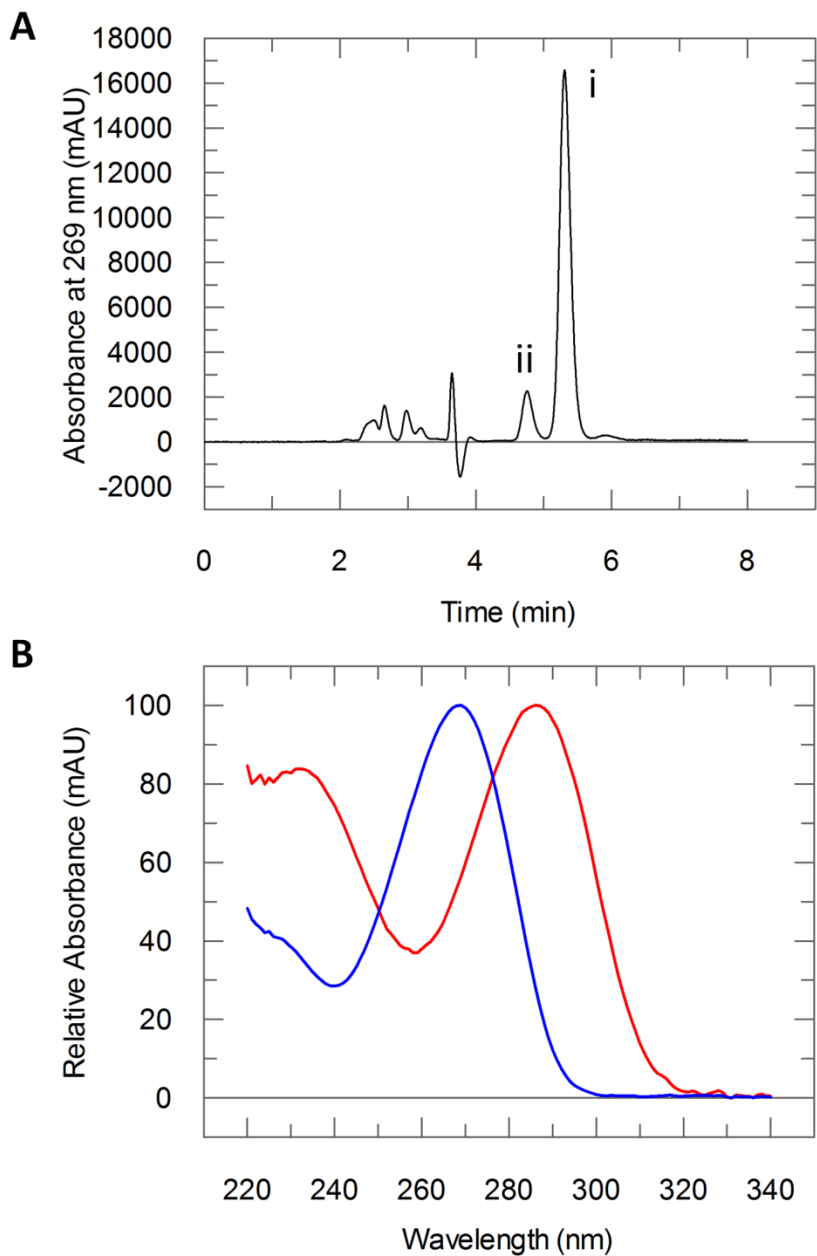 A
18000
16000
14000
12000
10000
8000
6000
4000
2000
0
-2000
Absorbance at 269 nm (mAU)
i
ii
0 2 4 6 8
Time (min)
B
100
80
60
40
20
0
Relative Absorbance (mAU)
220 240 260 280 300 320 340
Wavelength (nm)